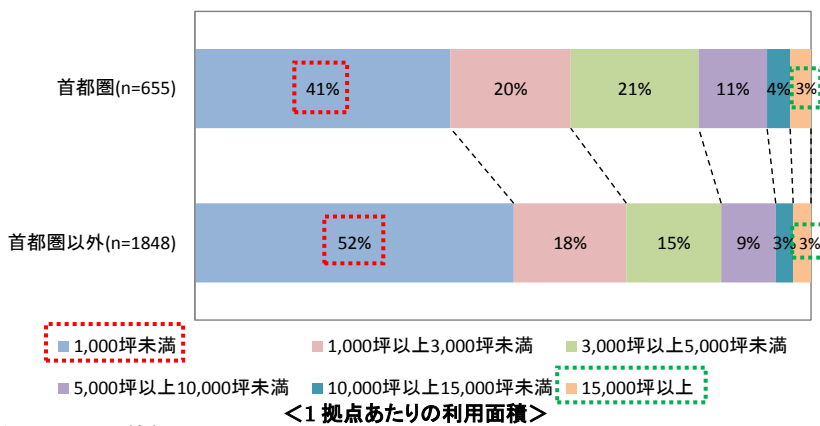 首都圏(n=655)
41% 20% 21% 11% 4% 3%
首都圏以外(n=1848)
52% 18% 15% 9% 3% 3%
1,000坪未満 1,000坪以上3,000坪未満 3,000坪以上5,000坪未満
5,000坪以上10,000坪未満 10,000坪以上15,000坪未満 15,000坪以上
＜1 拠点あたりの利用面積＞